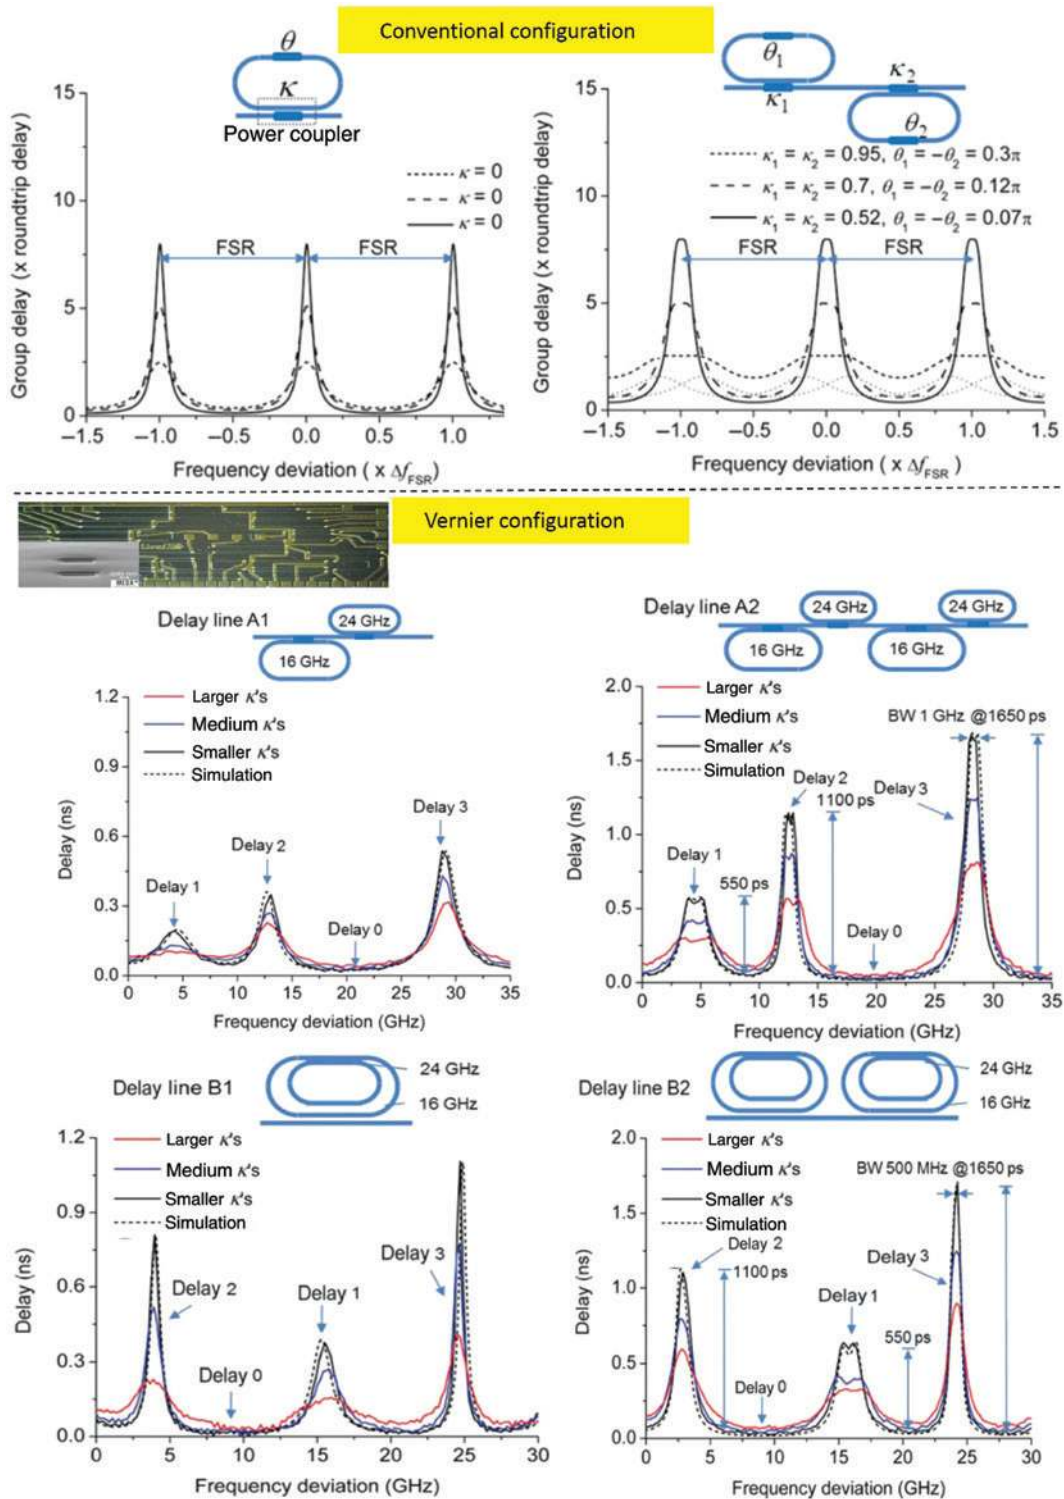 Conventional configuration
θ
κ
Power coupler
κ = 0
κ = 0
κ = 0
FSR
FSR
15
10
5
0
Group delay (x roundtrip delay)
–1.5
–1.0
–0.5
0.0
0.5
1.0
Frequency deviation ( x Δf_FSR)
θ₁
κ₁
κ₂
θ₂
κ₁ = κ₂ = 0.95, θ₁ = –θ₂ = 0.3π
κ₁ = κ₂ = 0.7, θ₁ = –θ₂ = 0.12π
κ₁ = κ₂ = 0.52, θ₁ = –θ₂ = 0.07π
FSR
FSR
15
10
5
0
Group delay (x roundtrip delay)
–1.5
–1.0
–0.5
0.0
0.5
1.0
1.5
Frequency deviation ( x Δf_FSR )
Vernier configuration
Delay line A1
24 GHz
16 GHz
Larger κ's
Medium κ's
Smaller κ's
Simulation
Delay 1
Delay 2
Delay 0
Delay 3
1.2
0.9
0.6
0.3
0.0
Delay (ns)
0
5
10
15
20
25
30
35
Frequency deviation (GHz)
Delay line A2
24 GHz
24 GHz
16 GHz
16 GHz
Larger κ's
Medium κ's
Smaller κ's
Simulation
BW 1 GHz @1650 ps
Delay 2
1100 ps
Delay 3
Delay 1
550 ps
Delay 0
2.0
1.5
1.0
0.5
0.0
Delay (ns)
0
5
10
15
20
25
30
35
Frequency deviation (GHz)
Delay line B1
24 GHz
16 GHz
Larger κ's
Medium κ's
Smaller κ's
Simulation
Delay 2
Delay 0
Delay 1
Delay 3
1.2
0.9
0.6
0.3
0.0
Delay (ns)
0
5
10
15
20
25
30
Frequency deviation (GHz)
Delay line B2
24 GHz
16 GHz
Larger κ's
Medium κ's
Smaller κ's
Simulation
BW 500 MHz @1650 ps
Delay 2
1100 ps
Delay 3
Delay 1
550 ps
Delay 0
2.0
1.5
1.0
0.5
0.0
Delay (ns)
0
5
10
15
20
25
30
Frequency deviation (GHz)